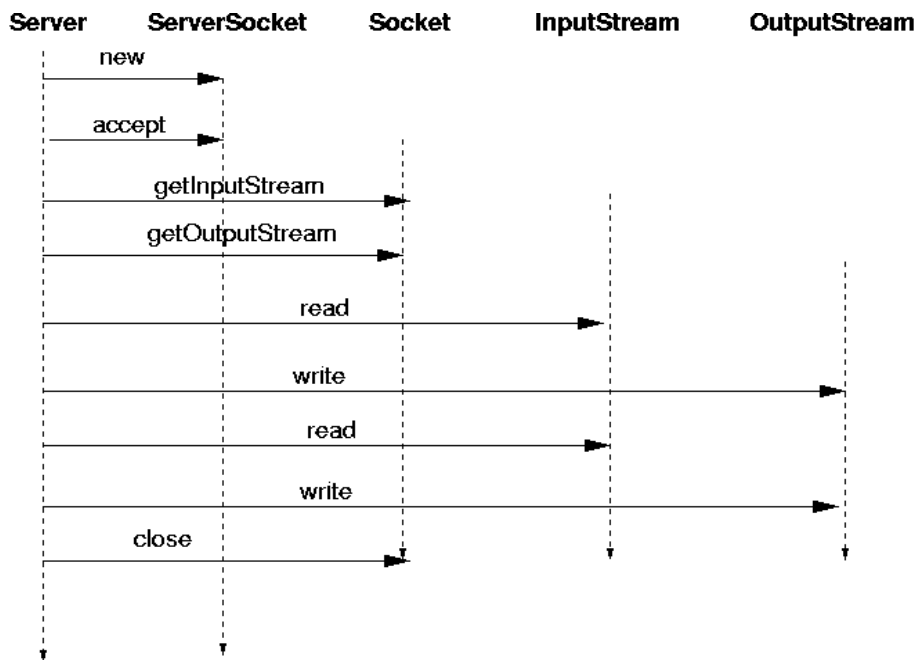 Server ServerSocket Socket InputStream OutputStream
new
accept
getInputStream
getOutputStream
read
write
read
write
close